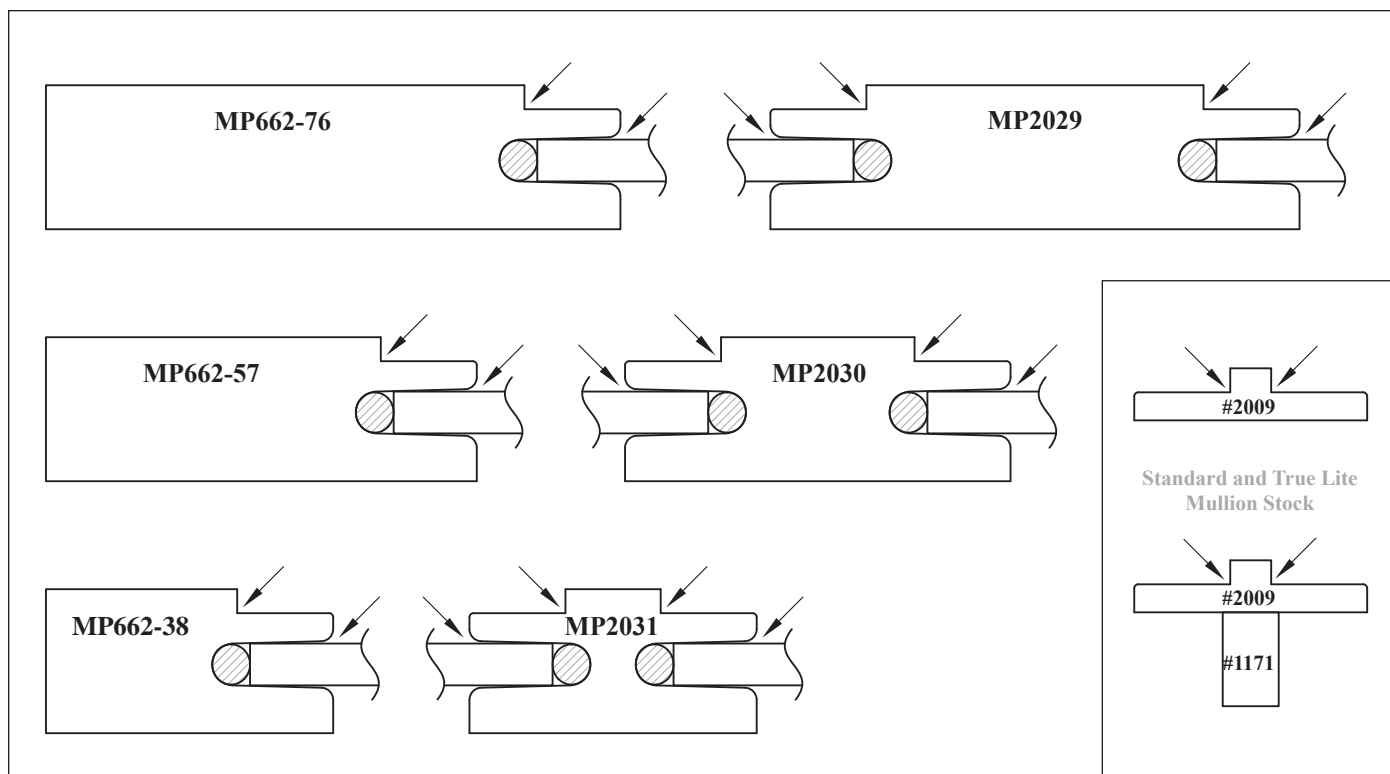 MP662-76
MP2029
MP662-57
MP2030
#2009
Standard and True Lite
Mullion Stock
MP662-38
MP2031
#2009
#1171